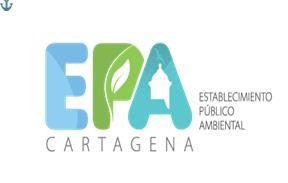 EPA
ESTABLECIMIENTO
PÚBLICO
AMBIENTAL
CARTAGENA